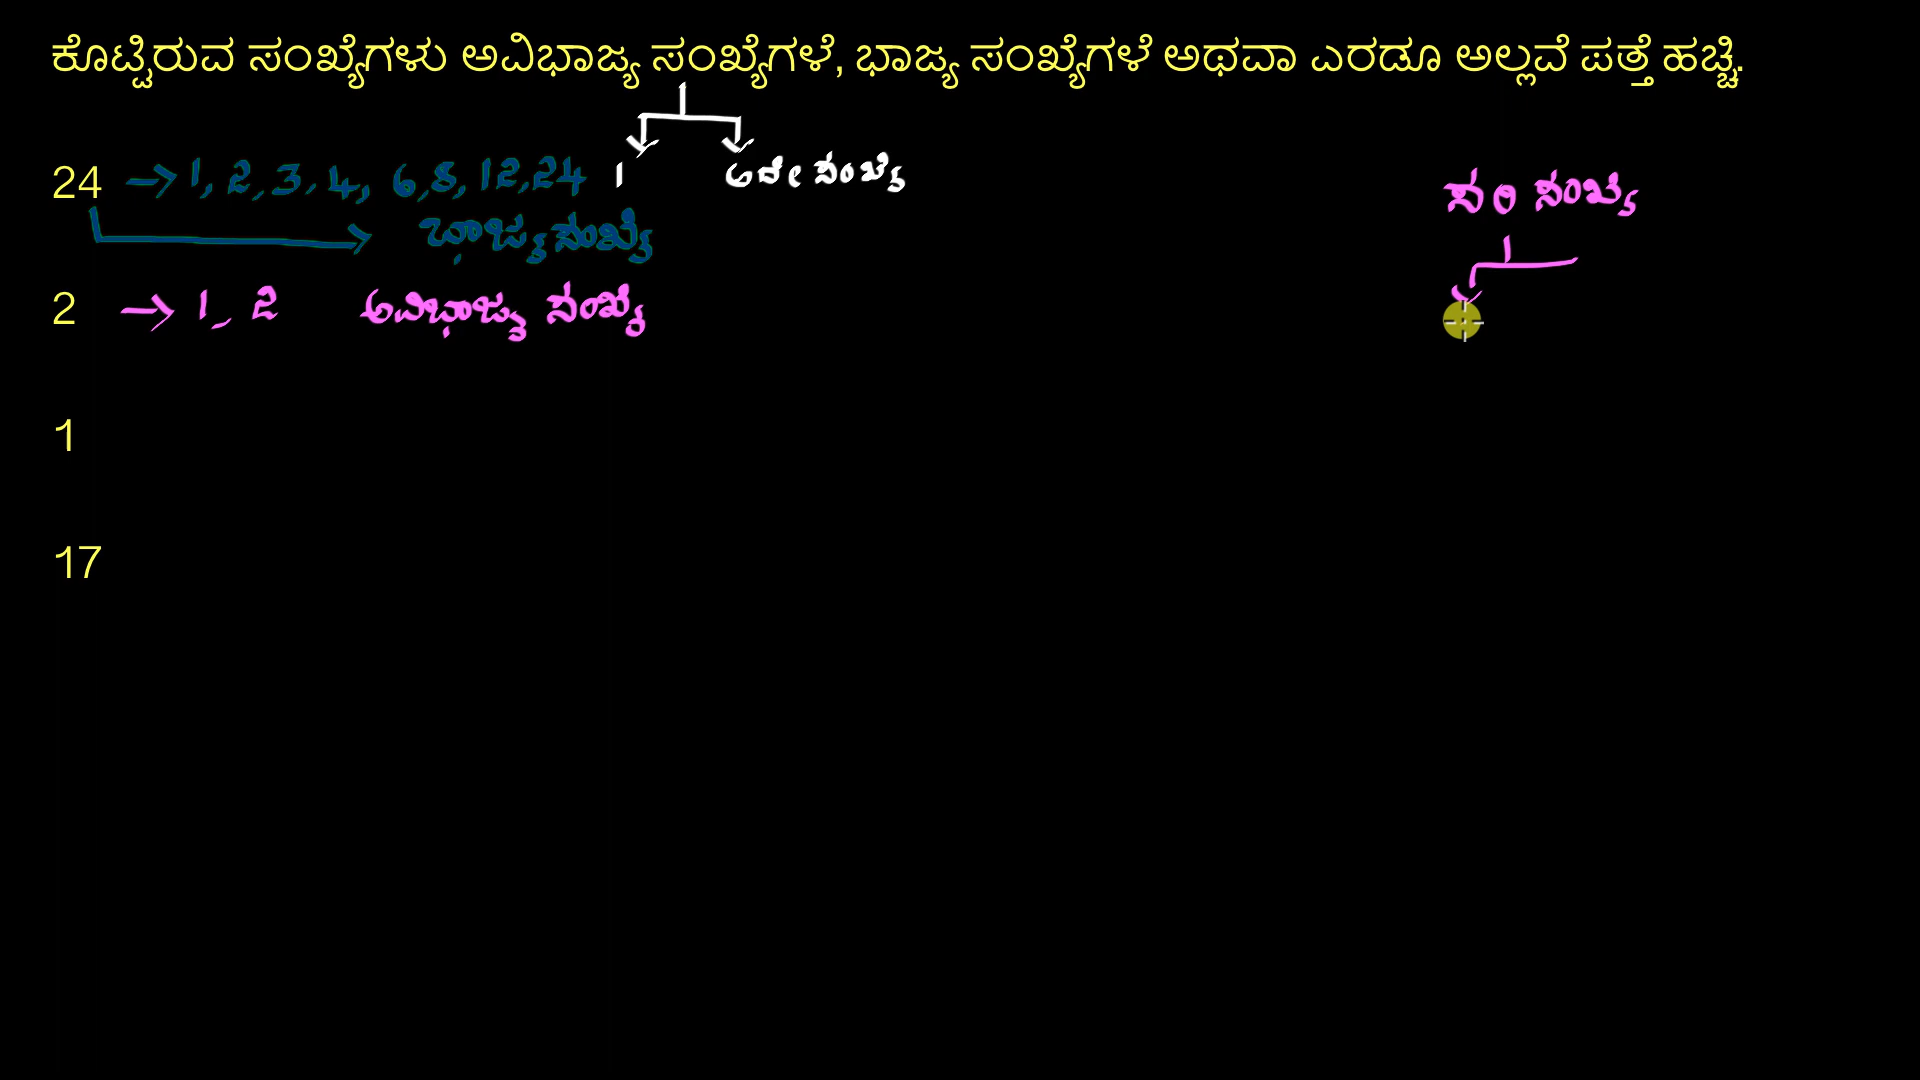 ಕೊಟ್ಟಿರುವ ಸಂಖ್ಯೆಗಳು ಅವಿಭಾಜ್ಯ ಸಂಖ್ಯೆಗಳೆ, ಭಾಜ್ಯ ಸಂಖ್ಯೆಗಳೆ ಅಥವಾ ಎರಡೂ ಅಲ್ಲವೆ ಪತ್ತೆ ಹಚ್ಚಿ.
24 → 1, 2, 3, 4, 6, 8, 12, 24 1 ಅದೇ ಸಂಖ್ಯೆ
ಸರಿ ಸಂಖ್ಯೆ
ಭಾಜ್ಯ ಸಂಖ್ಯೆ
2 → 1, 2 ಅವಿಭಾಜ್ಯ ಸಂಖ್ಯೆ
1
17